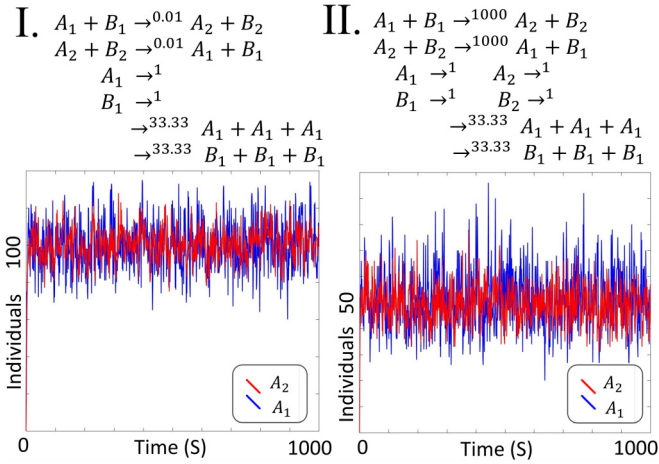 I.
A₁ + B₁ →⁰·⁰¹ A₂ + B₂
A₂ + B₂ →⁰·⁰¹ A₁ + B₁
A₁ →¹
B₁ →¹
→³³·³³ A₁ + A₁ + A₁
→³³·³³ B₁ + B₁ + B₁
Individuals 100
A₂
A₁
0 Time (S) 1000
II.
A₁ + B₁ →¹⁰⁰⁰ A₂ + B₂
A₂ + B₂ →¹⁰⁰⁰ A₁ + B₁
A₁ →¹ A₂ →¹
B₁ →¹ B₂ →¹
→³³·³³ A₁ + A₁ + A₁
→³³·³³ B₁ + B₁ + B₁
Individuals 50
A₂
A₁
0 Time (S) 1000